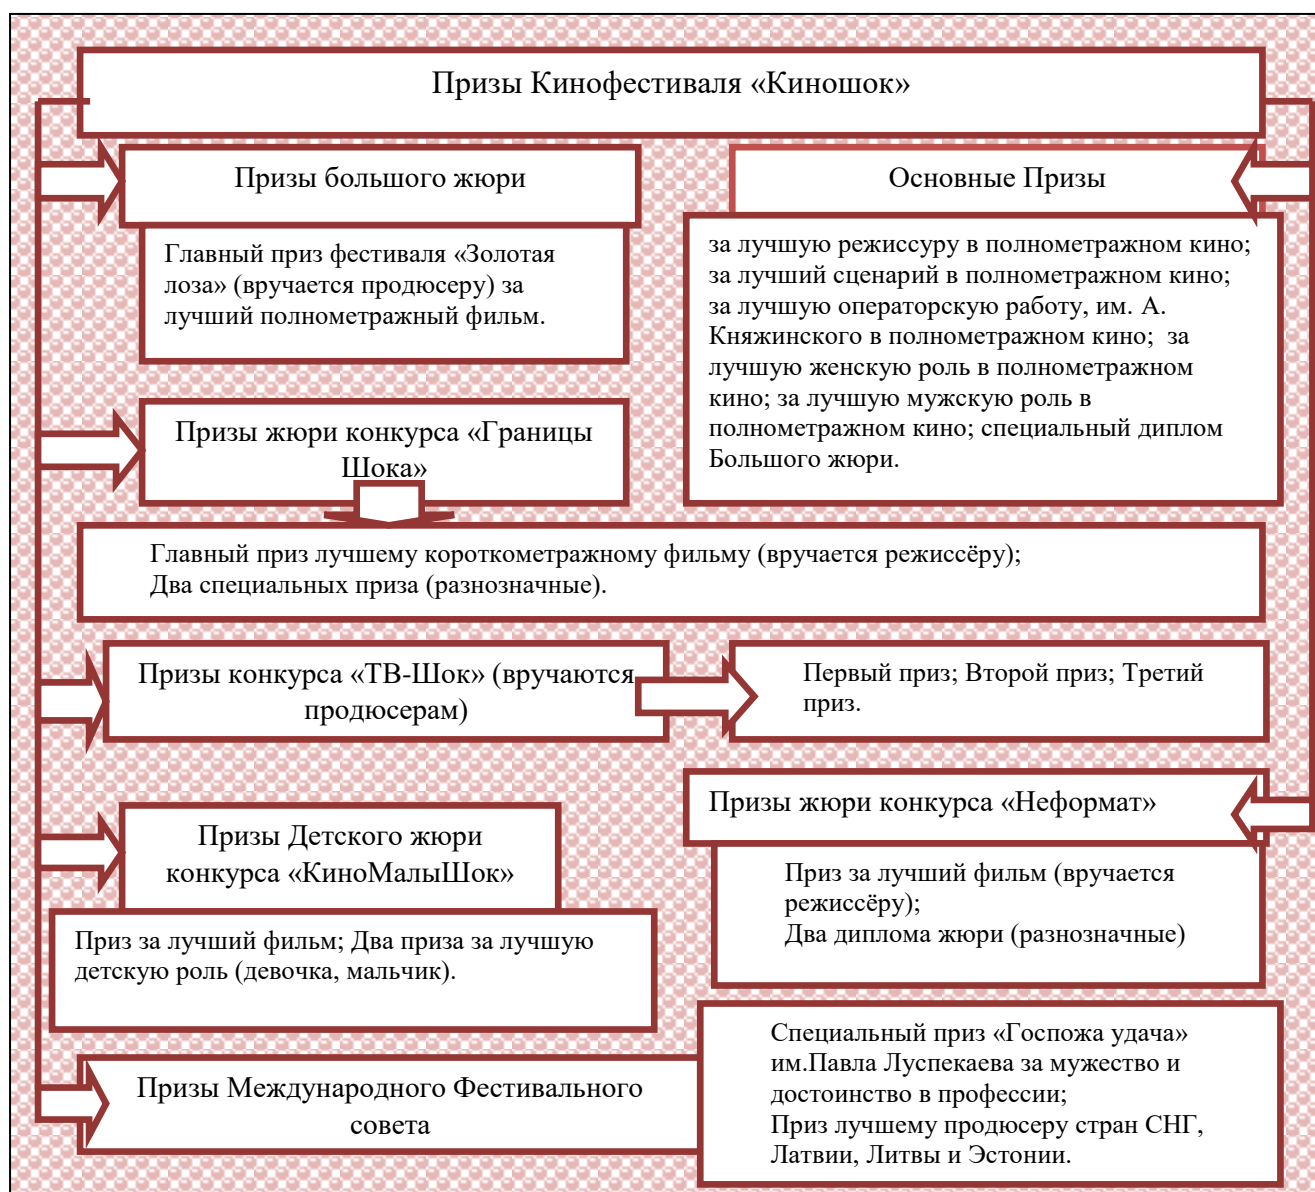 Призы Кинофестиваля «Киношок»
Призы большого жюри
Главный приз фестиваля «Золотая
лоза» (вручается продюсеру) за
лучший полнометражный фильм.
Основные Призы
за лучшую режиссуру в полнометражном кино;
за лучший сценарий в полнометражном кино;
за лучшую операторскую работу, им. А.
Княжинского в полнометражном кино;  за
лучшую женскую роль в полнометражном
кино; за лучшую мужскую роль в
полнометражном кино; специальный диплом
Большого жюри.
Призы жюри конкурса «Границы
Шока»
Главный приз лучшему короткометражному фильму (вручается режиссёру);
Два специальных приза (разнозначные).
Призы конкурса «ТВ-Шок» (вручаются
продюсерам)
Первый приз; Второй приз; Третий
приз.
Призы жюри конкурса «Неформат»
Приз за лучший фильм (вручается
режиссёру);
Два диплома жюри (разнозначные)
Призы Детского жюри
конкурса «КиноМалыШок»
Приз за лучший фильм; Два приза за лучшую
детскую роль (девочка, мальчик).
Призы Международного Фестивального
совета
Специальный приз «Госпожа удача»
им.Павла Луспекаева за мужество и
достоинство в профессии;
Приз лучшему продюсеру стран СНГ,
Латвии, Литвы и Эстонии.